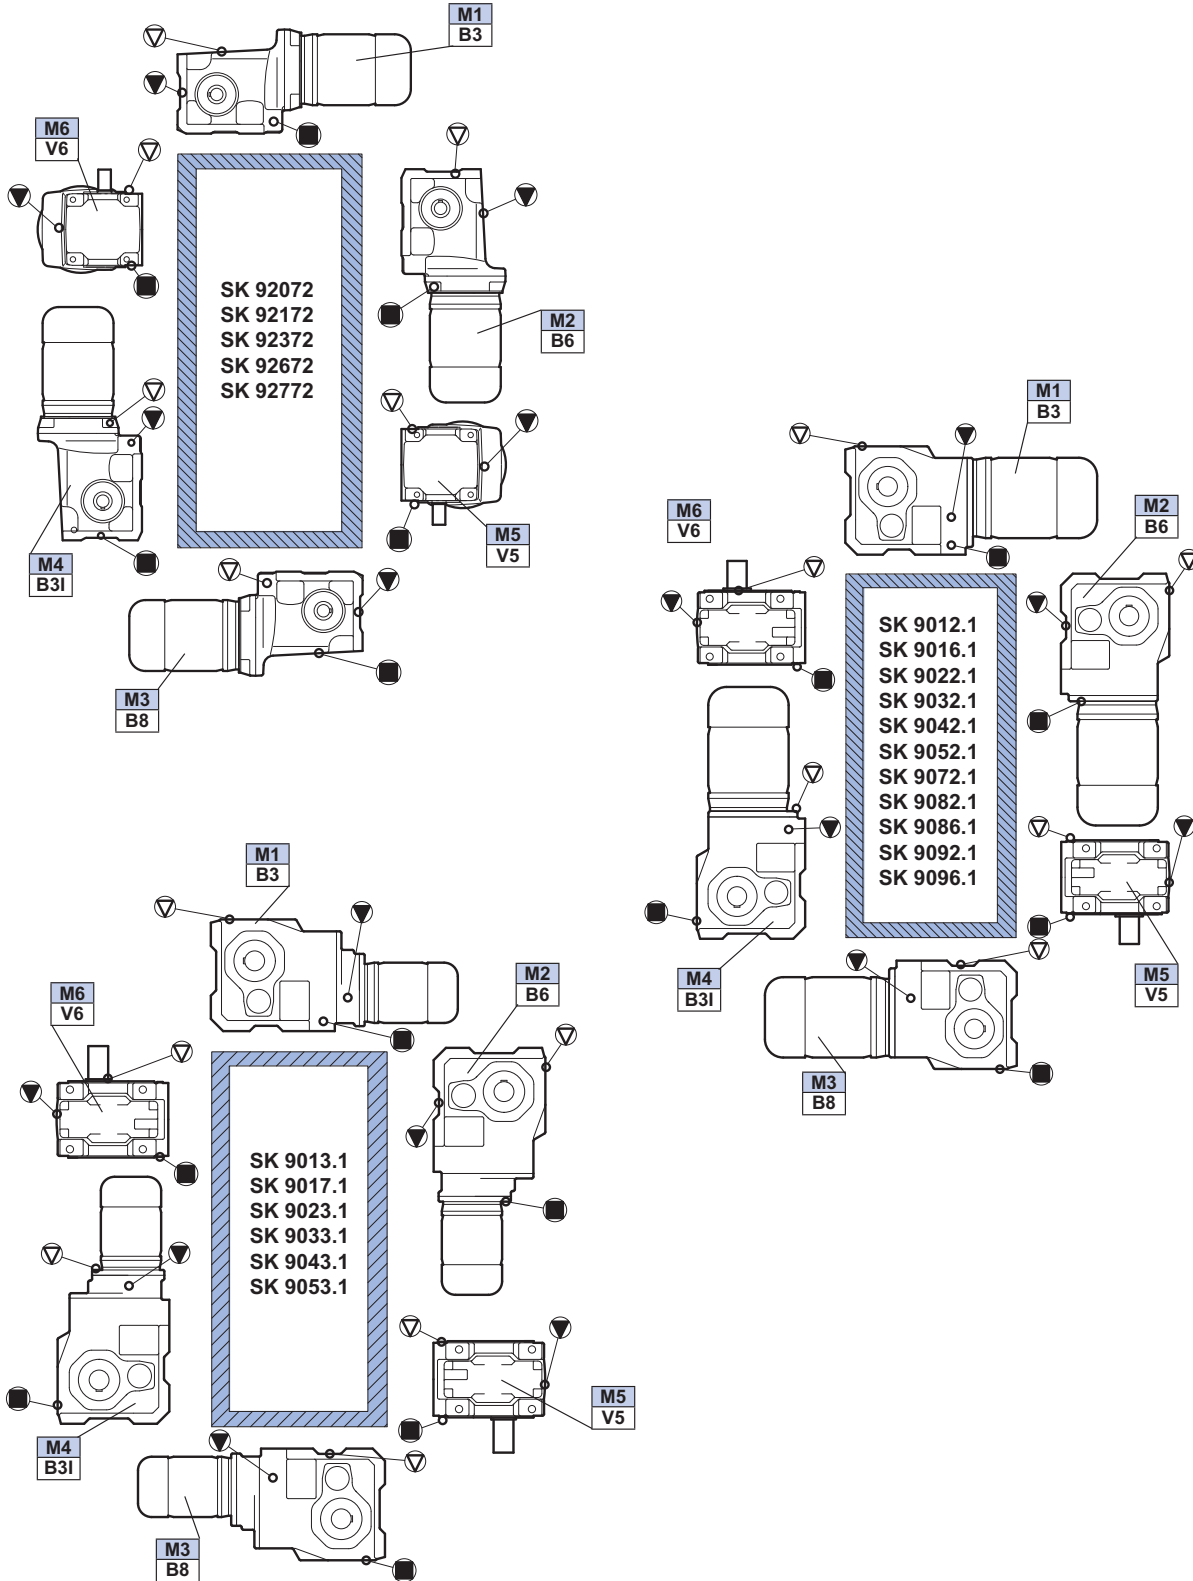 M1
B3
M6
V6
SK 92072
SK 92172
SK 92372
SK 92672
SK 92772
M2
B6
M4
B3I
M5
V5
M3
B8
M1
B3
M6
V6
M2
B6
SK 9012.1
SK 9016.1
SK 9022.1
SK 9032.1
SK 9042.1
SK 9052.1
SK 9072.1
SK 9082.1
SK 9086.1
SK 9092.1
SK 9096.1
M4
B3I
M5
V5
M3
B8
M1
B3
M6
V6
M2
B6
SK 9013.1
SK 9017.1
SK 9023.1
SK 9033.1
SK 9043.1
SK 9053.1
M4
B3I
M5
V5
M3
B8